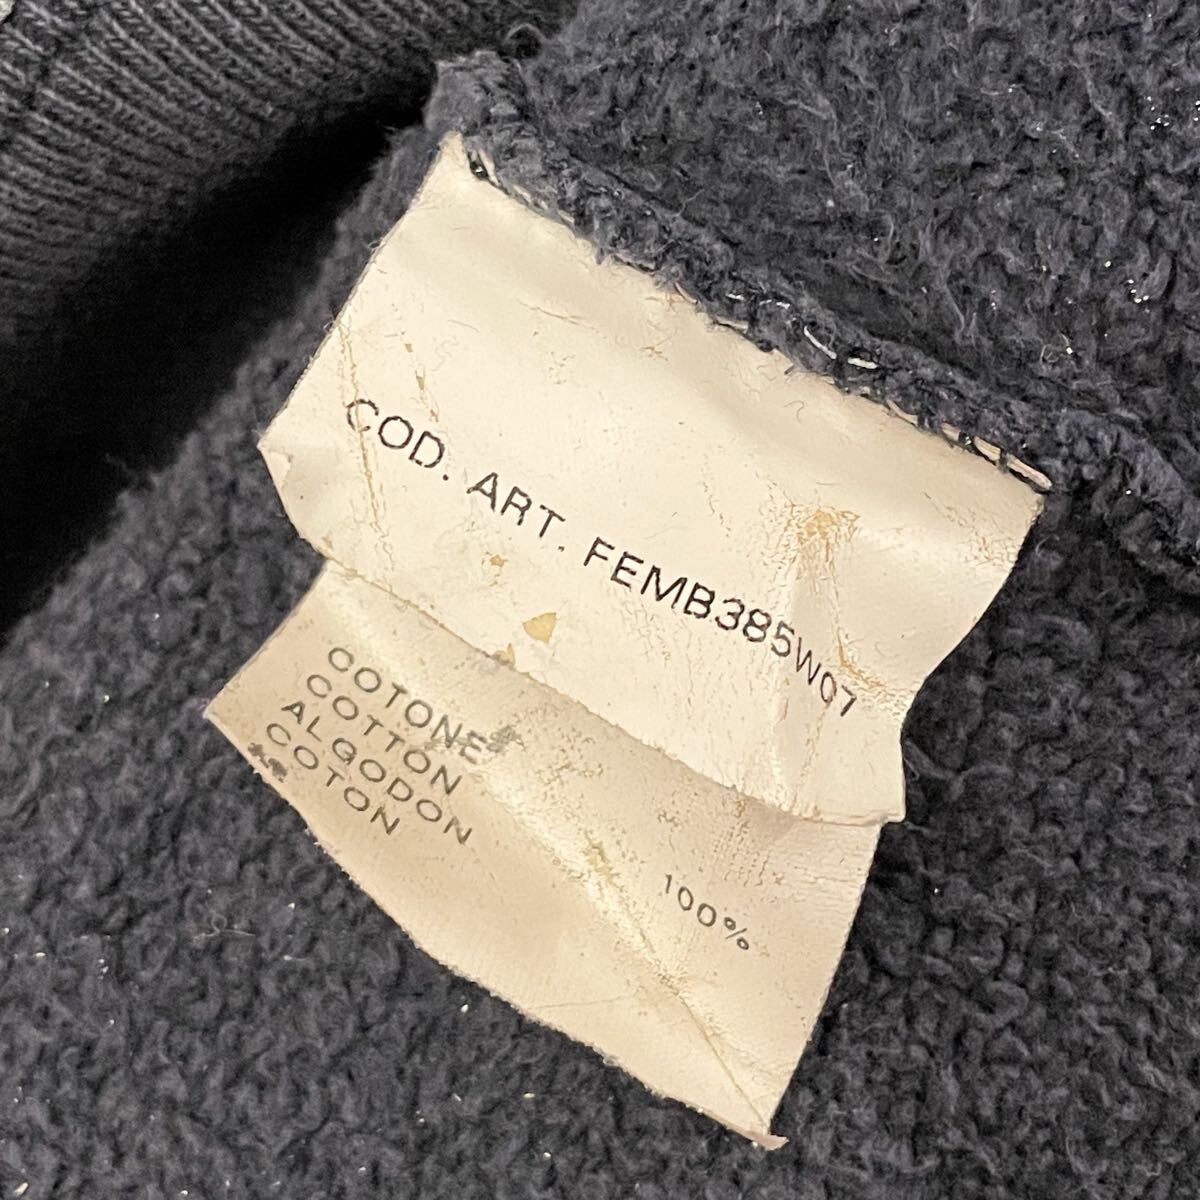 COD. ART. FEMB385W07
COTONE
COTTON
ALGODON
COTON
100%